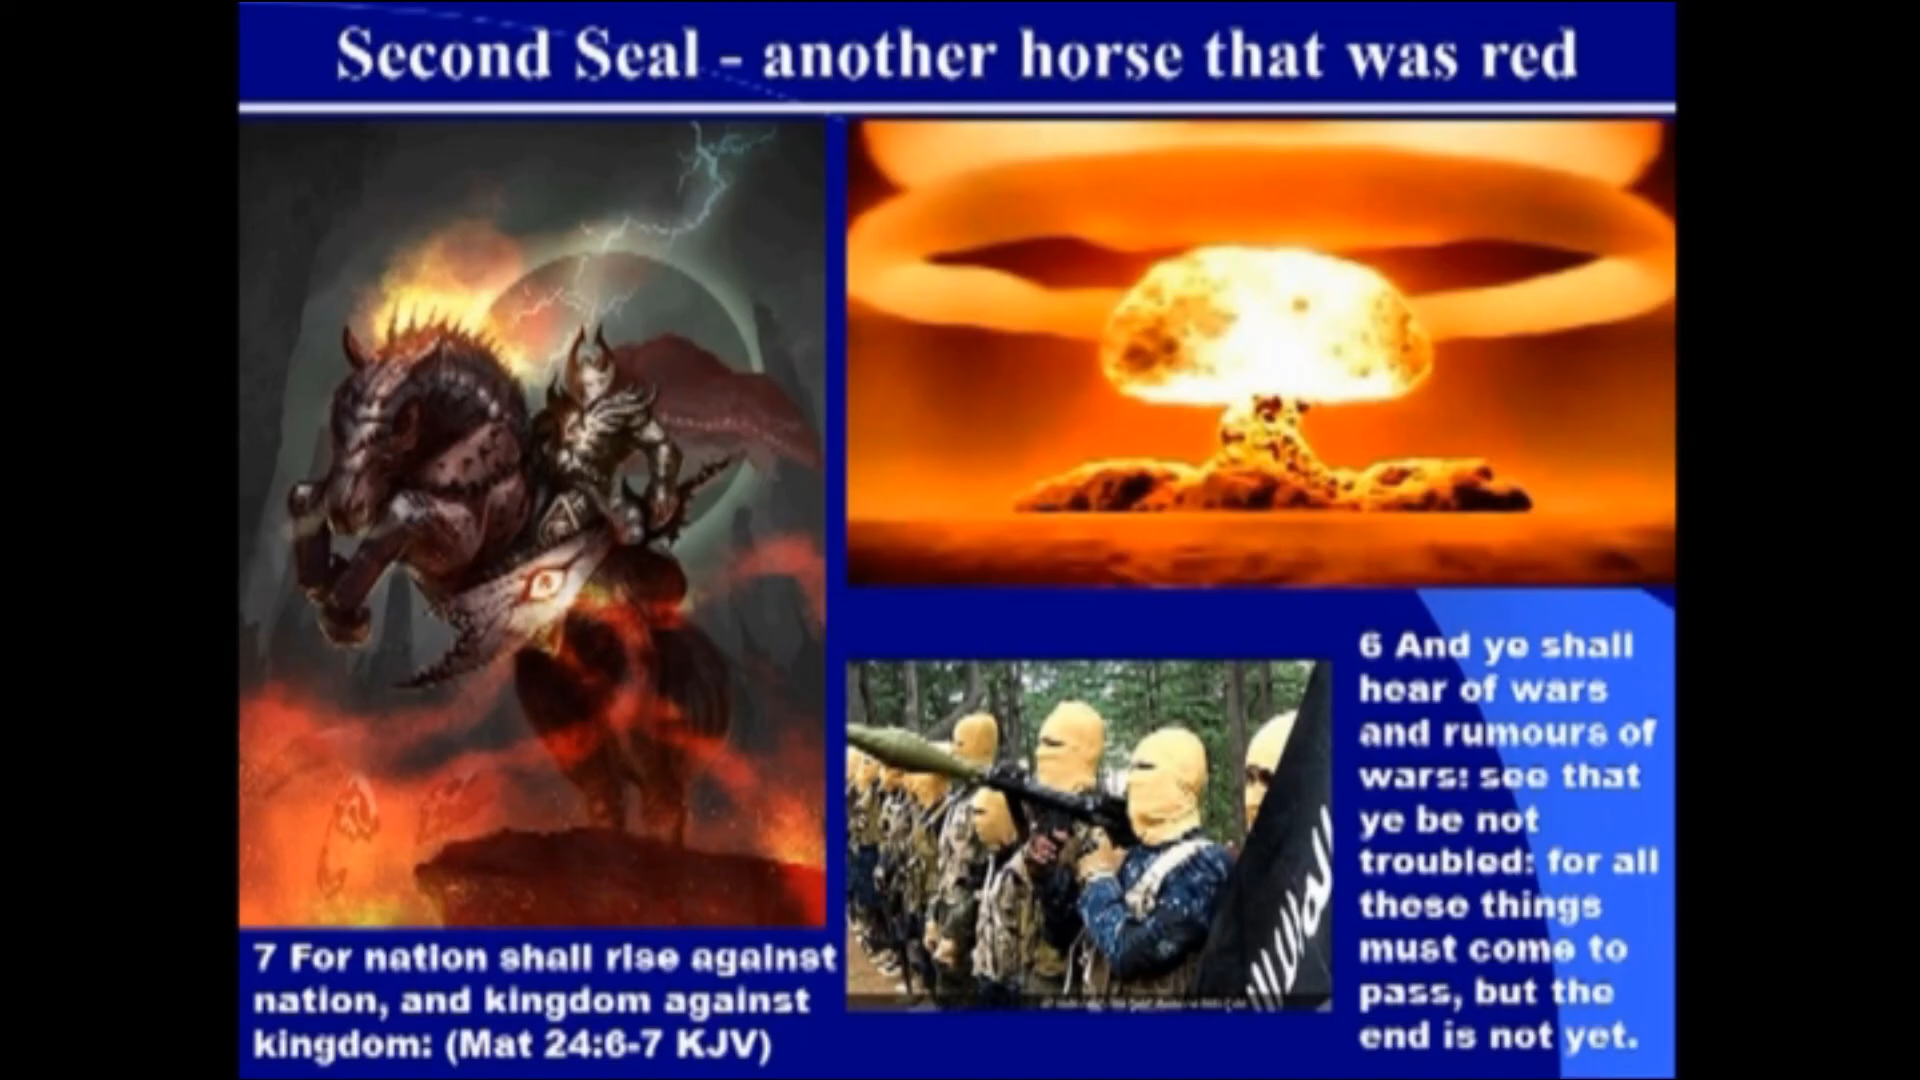 Second Seal - another horse that was red
6 And ye shall
hear of wars
and rumours of
wars: see that
ye be not
troubled: for all
these things
must come to
pass, but the
end is not yet.
7 For nation shall rise against
nation, and kingdom against
kingdom: (Mat 24:6-7 KJV)